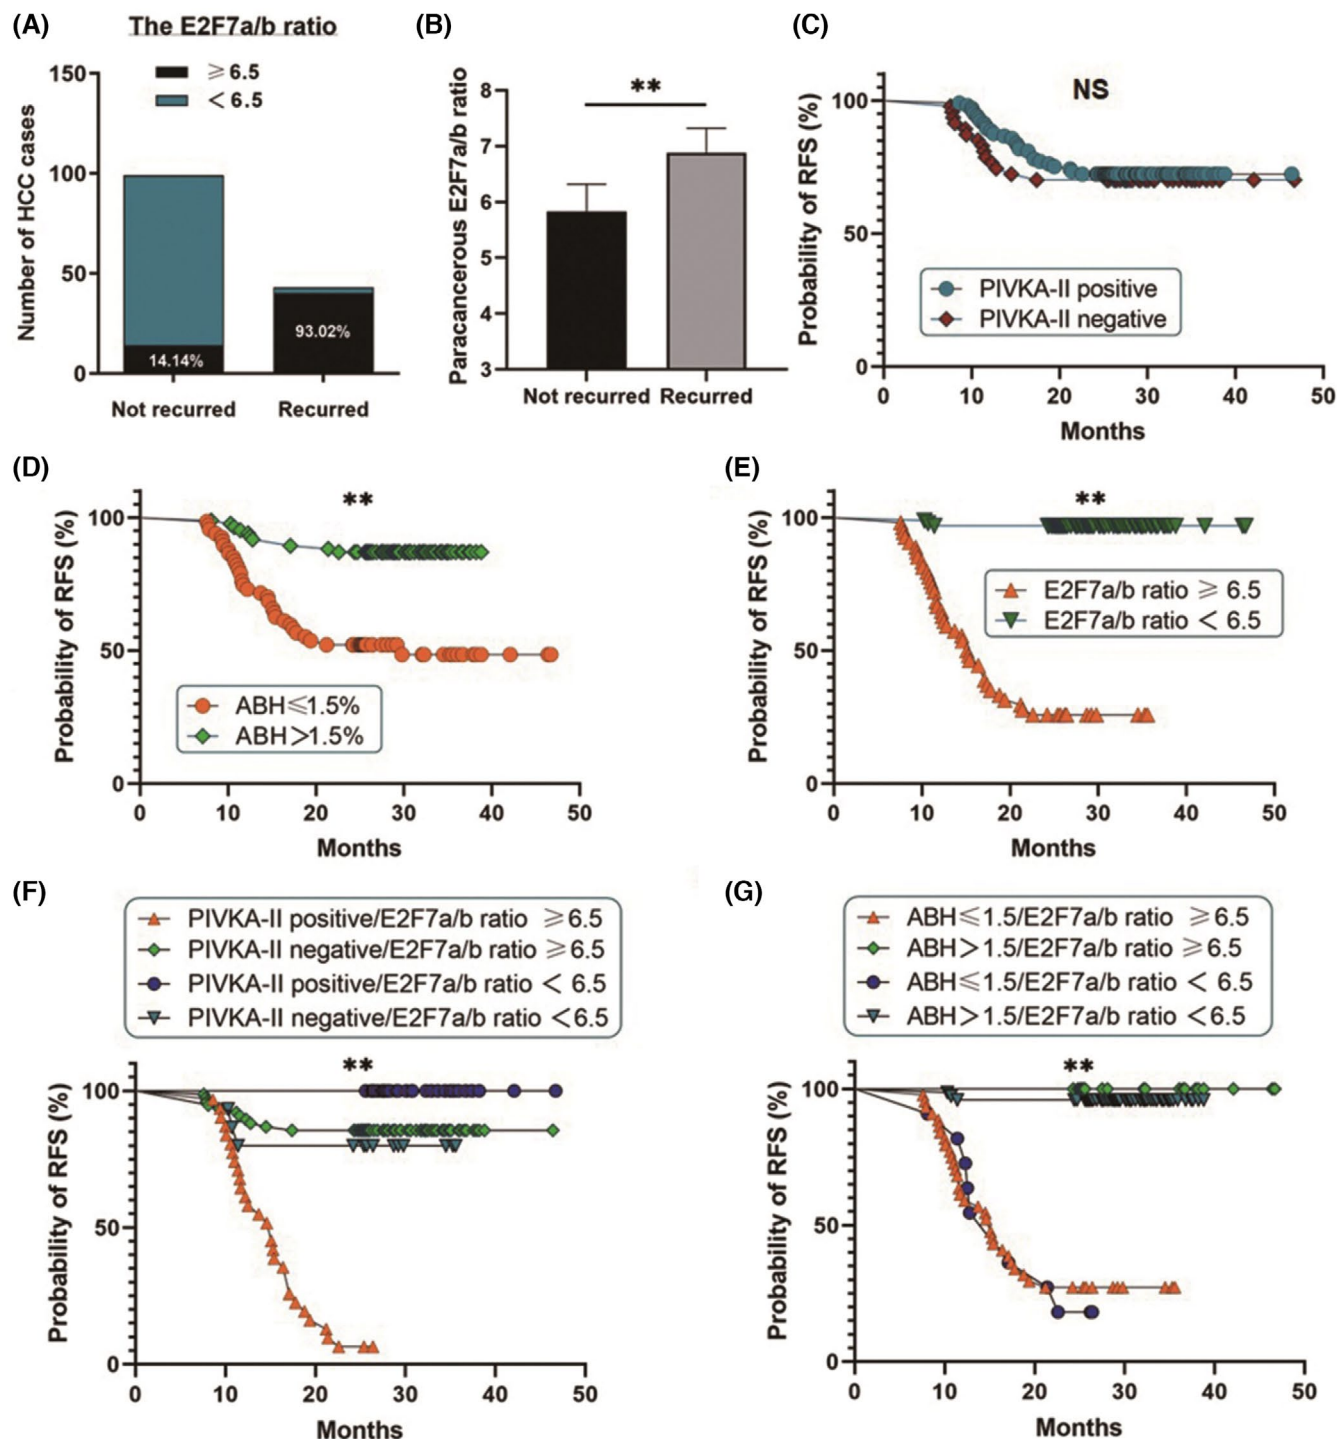 (A)
The E2F7a/b ratio
⩾ 6.5
< 6.5
Number of HCC cases
150
100
50
0
14.14%
93.02%
Not recurred
Recurred
(B)
Paracancerous E2F7a/b ratio
8
7
6
5
4
3
**
Not recurred
Recurred
(C)
NS
Probability of RFS (%)
100
50
0
PIVKA-II positive
PIVKA-II negative
0 10 20 30 40 50
Months
(D)
**
Probability of RFS (%)
100
50
0
ABH⩽1.5%
ABH>1.5%
0 10 20 30 40 50
Months
(E)
**
Probability of RFS (%)
100
50
0
E2F7a/b ratio ⩾ 6.5
E2F7a/b ratio < 6.5
0 10 20 30 40 50
Months
(F)
PIVKA-II positive/E2F7a/b ratio ⩾6.5
PIVKA-II negative/E2F7a/b ratio ⩾6.5
PIVKA-II positive/E2F7a/b ratio < 6.5
PIVKA-II negative/E2F7a/b ratio <6.5
**
Probability of RFS (%)
100
50
0
0 10 20 30 40 50
Months
(G)
ABH⩽1.5/E2F7a/b ratio ⩾6.5
ABH>1.5/E2F7a/b ratio ⩾6.5
ABH⩽1.5/E2F7a/b ratio < 6.5
ABH>1.5/E2F7a/b ratio <6.5
**
Probability of RFS (%)
100
50
0
0 10 20 30 40 50
Months